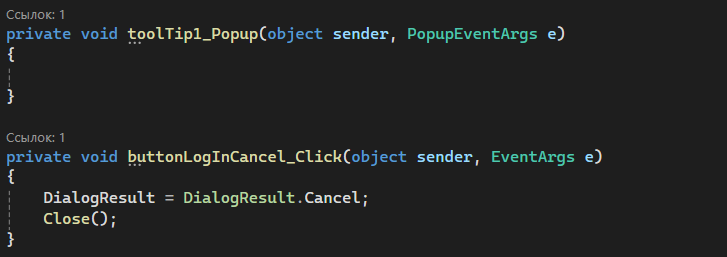 Ссылок: 1
private void toolTip1_Popup(object sender, PopupEventArgs e)
{
}
Ссылок: 1
private void buttonLogInCancel_Click(object sender, EventArgs e)
{
DialogResult = DialogResult.Cancel;
Close();
}